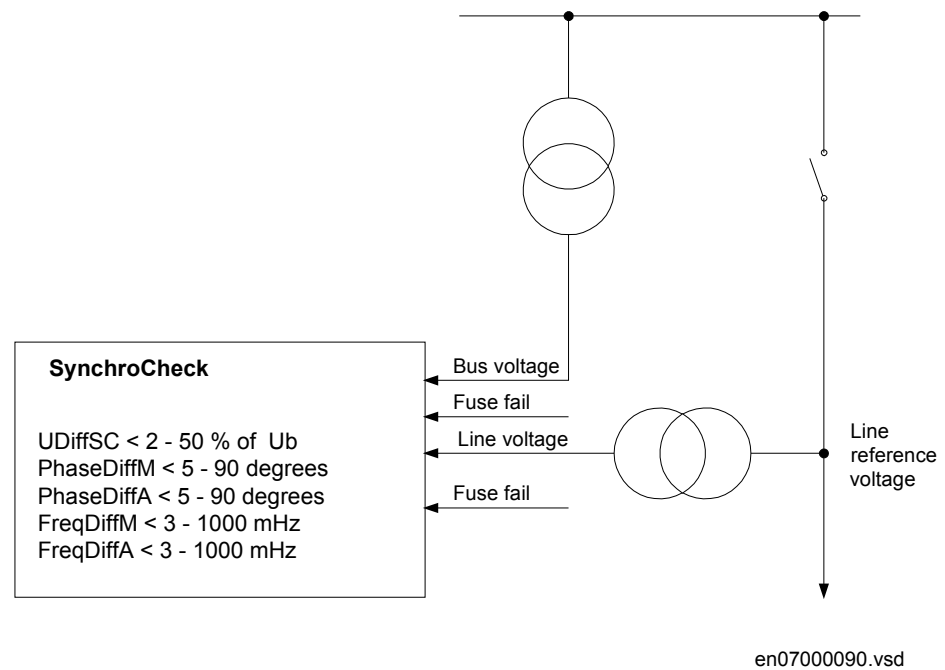 SynchroCheck
UDiffSC < 2 - 50 % of Ub
PhaseDiffM < 5 - 90 degrees
PhaseDiffA < 5 - 90 degrees
FreqDiffM < 3 - 1000 mHz
FreqDiffA < 3 - 1000 mHz
Bus voltage
Fuse fail
Line voltage
Fuse fail
Line
reference
voltage
en07000090.vsd